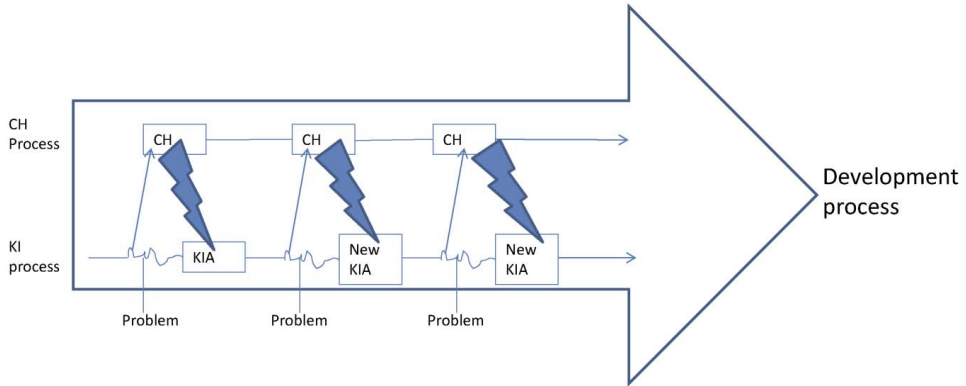 CH
Process
CH
CH
CH
Development
process
KI
process
KIA
New
KIA
New
KIA
Problem
Problem
Problem